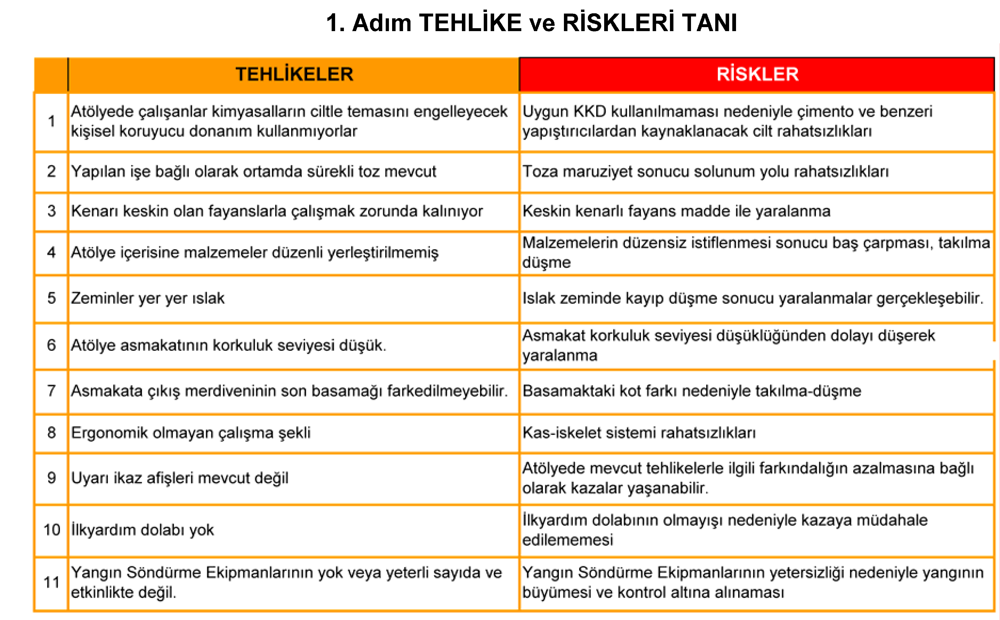 1. Adım TEHLİKE ve RİSKLERİ TANI
TEHLİKELER
RİSKLER
1
Atölyede çalışanlar kimyasalların ciltle temasını engelleyecek
kişisel koruyucu donanım kullanmıyorlar
Uygun KKD kullanılmaması nedeniyle çimento ve benzeri
yapıştırıcılardan kaynaklanacak cilt rahatsızlıkları
2
Yapılan işe bağlı olarak ortamda sürekli toz mevcut
Toza maruziyet sonucu solunum yolu rahatsızlıkları
3
Kenarı keskin olan fayanslarla çalışmak zorunda kalınıyor
Keskin kenarlı fayans madde ile yaralanma
4
Atölye içerisine malzemeler düzenli yerleştirilmemiş
Malzemelerin düzensiz istiflenmesi sonucu baş çarpması, takılma
düşme
5
Zeminler yer yer ıslak
Islak zeminde kayıp düşme sonucu yaralanmalar gerçekleşebilir.
6
Atölye asmakatının korkuluk seviyesi düşük.
Asmakat korkuluk seviyesi düşüklüğünden dolayı düşerek
yaralanma
7
Asmakata çıkış merdiveninin son basamağı farkedilmeyebilir.
Basamaktaki kot farkı nedeniyle takılma-düşme
8
Ergonomik olmayan çalışma şekli
Kas-iskelet sistemi rahatsızlıkları
9
Uyarı ikaz afişleri mevcut değil
Atölyede mevcut tehlikelerle ilgili farkındalığın azalmasına bağlı
olarak kazalar yaşanabilir.
10
İlkyardım dolabı yok
İlkyardım dolabının olmayışı nedeniyle kazaya müdahale
edilememesi
11
Yangın Söndürme Ekipmanlarının yok veya yeterli sayıda ve
etkinlikte değil.
Yangın Söndürme Ekipmanlarının yetersizliği nedeniyle yangının
büyümesi ve kontrol altına alınaması